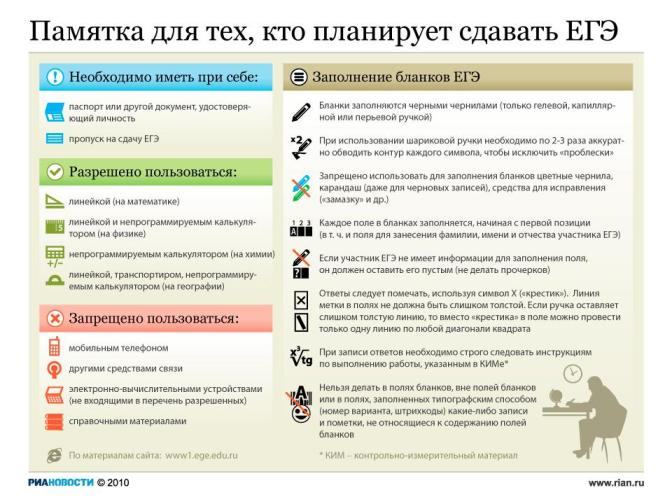 Памятка для тех, кто планирует сдавать ЕГЭ
Необходимо иметь при себе:
паспорт или другой документ, удостоверя-
ющий личность
пропуск на сдачу ЕГЭ
Разрешено пользоваться:
линейкой (на математике)
линейкой и непрограммируемым калькуля-
тором (на физике)
непрограммируемым калькулятором (на химии)
+/−
линейкой, транспортиром, непрограммиру-
емым калькулятором (на географии)
Запрещено пользоваться:
мобильным телефоном
другими средствами связи
электронно-вычислительными устройствами
(не входящими в перечень разрешенных)
справочными материалами
По материалам сайта: www1.ege.edu.ru
Заполнение бланков ЕГЭ
Бланки заполняются черными чернилами (только гелевой, капилляр-
ной или перьевой ручкой)
x2
При использовании шариковой ручки необходимо по 2-3 раза аккурат-
но обводить контур каждого символа, чтобы исключить «проблески»
Запрещено использовать для заполнения бланков цветные чернила,
карандаш (даже для черновых записей), средства для исправления
(«замазку» и др.)
1 2 3
А
Каждое поле в бланках заполняется, начиная с первой позиции
(в т. ч. и поля для занесения фамилии, имени и отчества участника ЕГЭ)
?
Если участник ЕГЭ не имеет информации для заполнения поля,
он должен оставить его пустым (не делать прочерков)
Ответы следует помечать, используя символ X («крестик»). Линия
метки в полях не должна быть слишком толстой. Если ручка оставляет
слишком толстую линию, то вместо «крестика» в поле можно провести
только одну линию по любой диагонали квадрата
x³√tg
При записи ответов необходимо строго следовать инструкциям
по выполнению работы, указанным в КИМе*
А
Нельзя делать в полях бланков, вне полей бланков
или в полях, заполненных типографским способом
(номер варианта, штрихкоды) какие-либо записи
и пометки, не относящиеся к содержанию полей
бланков
* КИМ – контрольно-измерительный материал
РИАНОВОСТИ © 2010
www.rian.ru